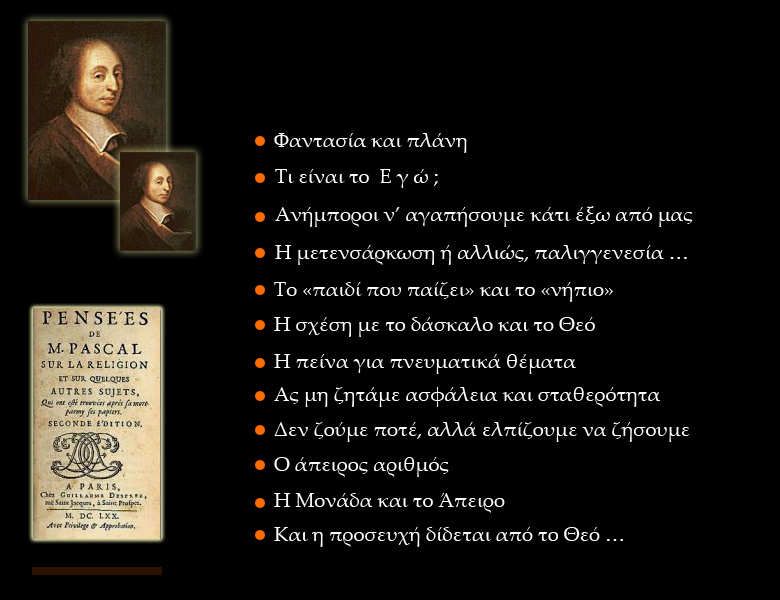 Φαντασία και πλάνη
Τι είναι το Ε γ ώ ;
Ανήμποροι ν’ αγαπήσουμε κάτι έξω από μας
Η μετενσάρκωση ή αλλιώς, παλιγγενεσία …
Το «παιδί που παίζει» και το «νήπιο»
Η σχέση με το δάσκαλο και το Θεό
Η πείνα για πνευματικά θέματα
Ας μη ζητάμε ασφάλεια και σταθερότητα
Δεν ζούμε ποτέ, αλλά ελπίζουμε να ζήσουμε
Ο άπειρος αριθμός
Η Μονάδα και το Άπειρο
Και η προσευχή δίδεται από το Θεό …
PENSÉES
DE
M. PASCAL
SUR LA RELIGION
ET SUR QUELQUES
AUTRES SUJETS,
Qui ont esté trouvées aprés sa mort
parmy ses papiers.
SECONDE ÉDITION.
A PARIS,
Chez GUILLAUME DESPREZ,
ruë Saint Jacques, à Saint Prosper.
M. DC. LXX.
Avec Privilege & Approbation.